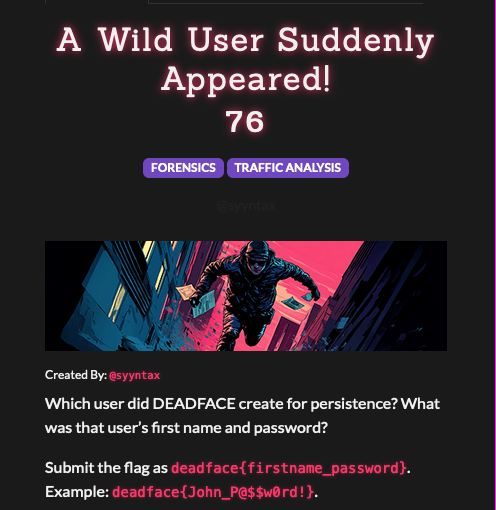 A Wild User Suddenly
Appeared!
76
FORENSICS TRAFFIC ANALYSIS
@syyntax
Created By: @syyntax
Which user did DEADFACE create for persistence? What
was that user's first name and password?
Submit the flag as deadface{firstname_password}.
Example: deadface{John_P@$$w0rd!}.